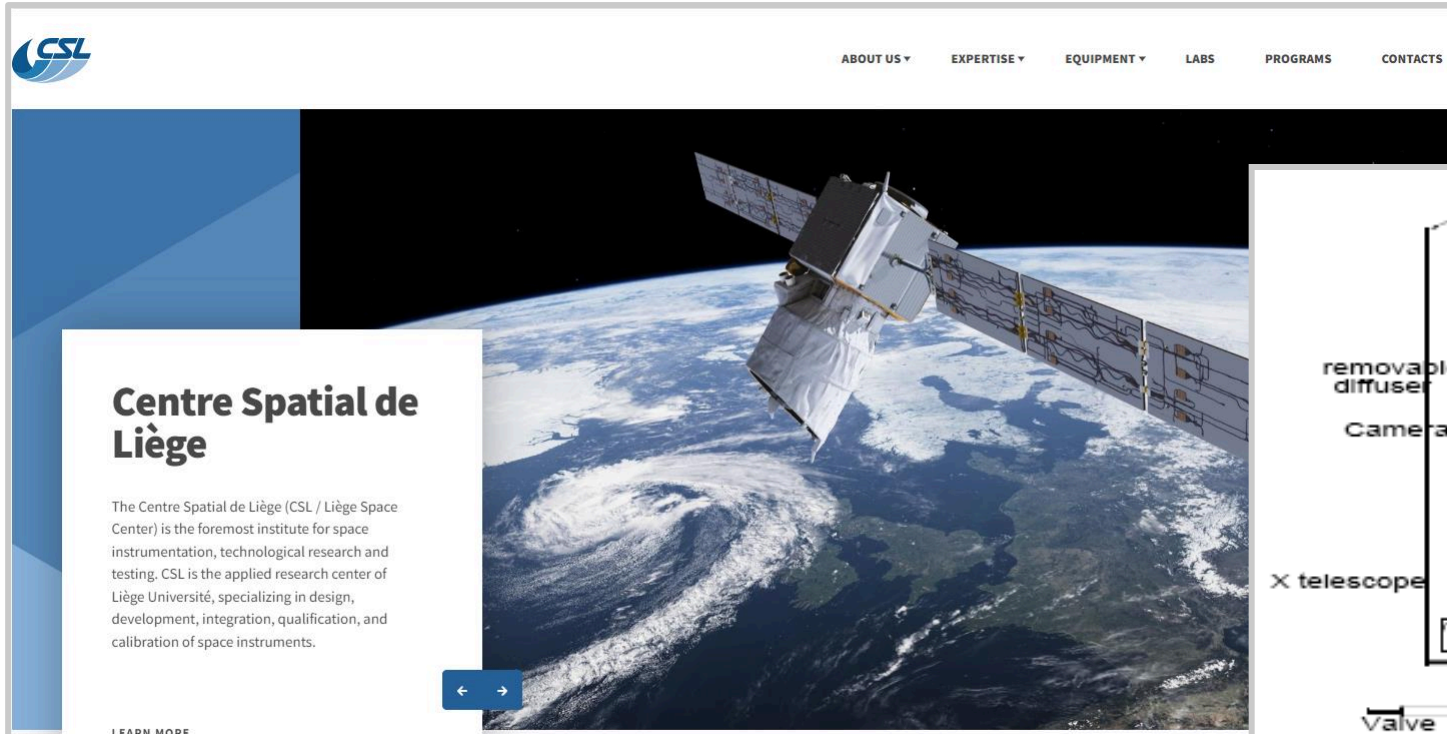 CSL
ABOUT US
EXPERTISE
EQUIPMENT
LABS
PROGRAMS
CONTACTS
Centre Spatial de
Liège
The Centre Spatial de Liège (CSL / Liège Space
Center) is the foremost institute for space
instrumentation, technological research and
testing. CSL is the applied research center of
Liège Université, specializing in design,
development, integration, qualification, and
calibration of space instruments.
LEARN MORE
removable
diffuser
Camera
X telescope
Valve